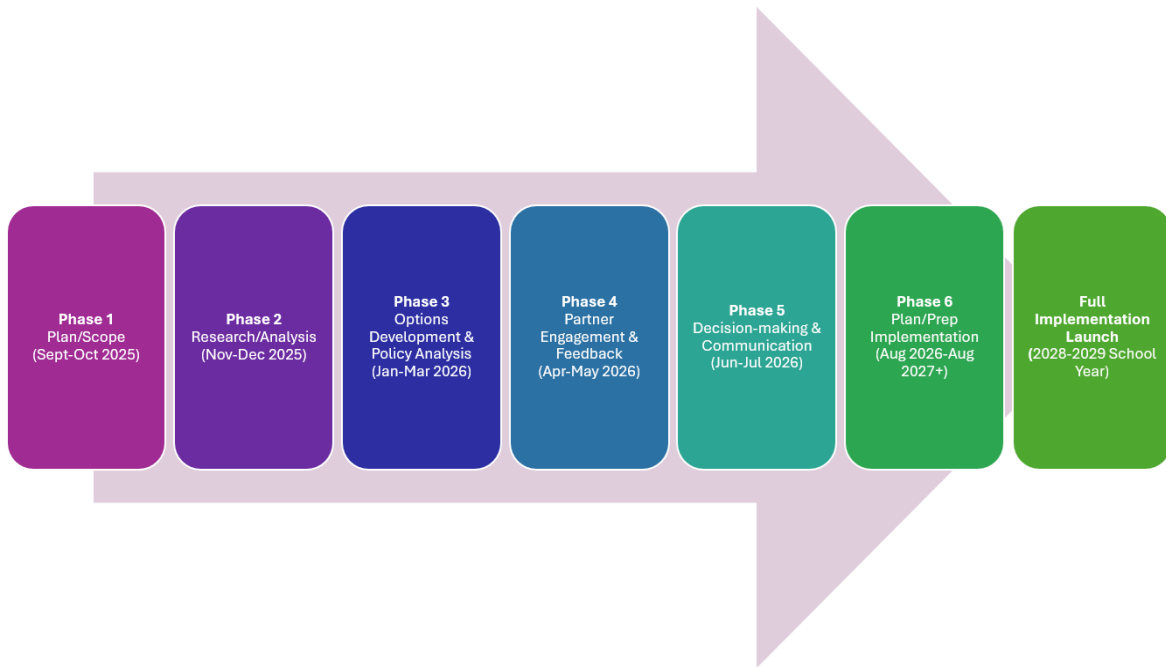 Phase 1
Plan/Scope
(Sept-Oct 2025)
Phase 2
Research/Analysis
(Nov-Dec 2025)
Phase 3
Options
Development &
Policy Analysis
(Jan-Mar 2026)
Phase 4
Partner
Engagement &
Feedback
(Apr-May 2026)
Phase 5
Decision-making &
Communication
(Jun-Jul 2026)
Phase 6
Plan/Prep
Implementation
(Aug 2026-Aug
2027+)
Full
Implementation
Launch
(2028-2029 School
Year)